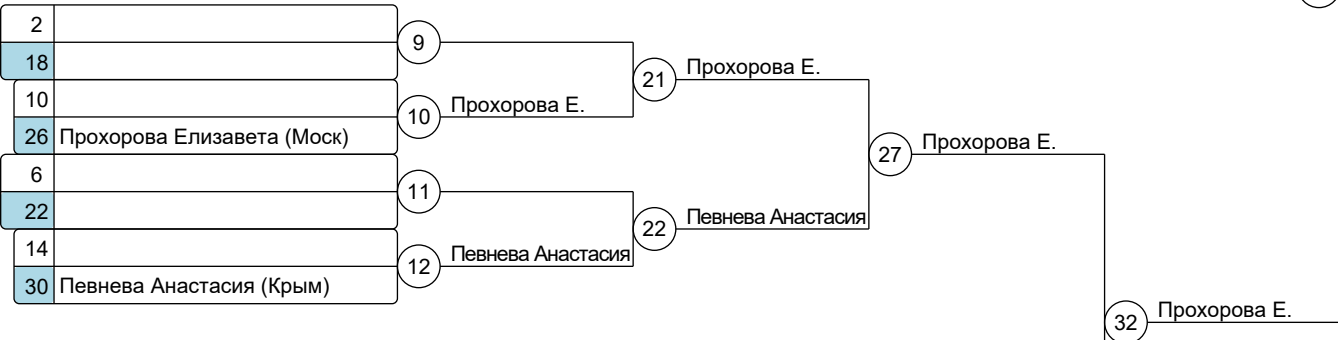 2
9
18
21 Прохорова Е.
10
10 Прохорова Е.
26 Прохорова Елизавета (Моск)
27 Прохорова Е.
6
11
22
22 Певнева Анастасия
14
12 Певнева Анастасия
30 Певнева Анастасия (Крым)
32 Прохорова Е.